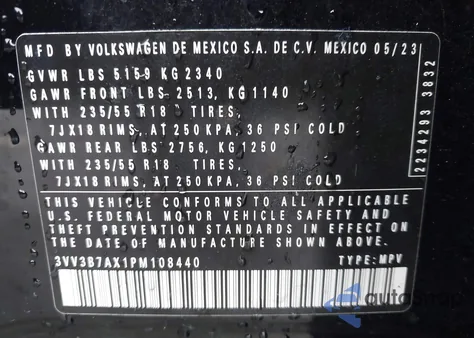 MFD BY VOLKSWAGEN DE MEXICO S.A. DE C.V. MEXICO 05/23
GVWR LBS 5159 KG 2340
GAWR FRONT LBS 2513, KG 1140
WITH 235/55 R18 TIRES,
7JX18 RIMS, AT 250 KPA, 36 PSI COLD
GAWR REAR LBS 2756, KG 1250
WITH 235/55 R18 TIRES,
7JX18 RIMS, AT 250 KPA, 36 PSI COLD
THIS VEHICLE CONFORMS TO ALL APPLICABLE
U.S. FEDERAL MOTOR VEHICLE SAFETY AND
THEFT PREVENTION STANDARDS IN EFFECT ON
THE DATE OF MANUFACTURE SHOWN ABOVE.
3VV3B7AX1PM108440 TYPE: MPV
2234293 3832